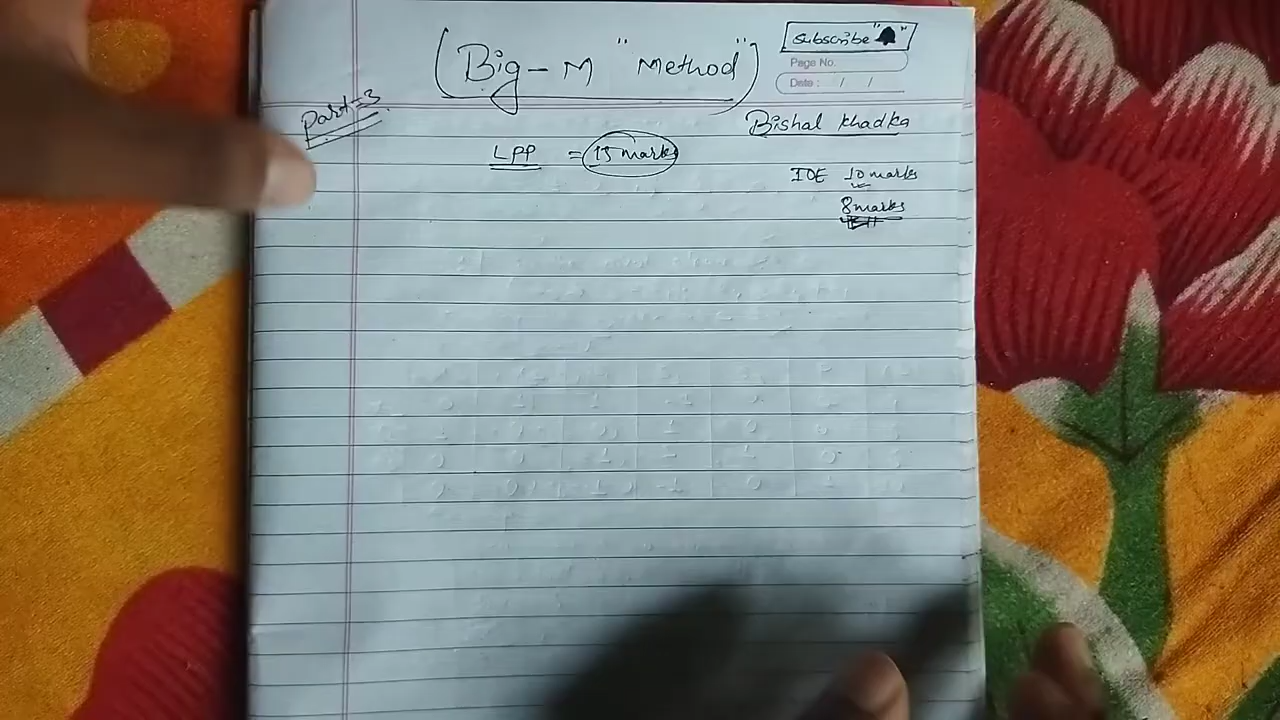 subscribe
(Big-M "Method")
Page No.
Date : / /
Part-3
Bishal Khadka
LPP = 15 marks
IOE 10 marks
8 marks